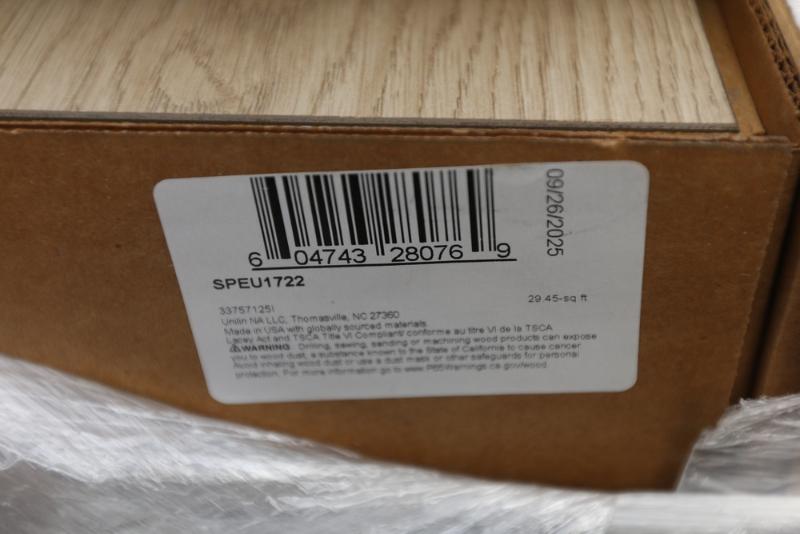 6 04743 28076 9
09/26/2025
SPEU1722
29.45-sq ft
33757125I
Unilin NA LLC, Thomasville, NC 27360
Made in USA with globally sourced materials
Lacey Act and TSCA Title VI Compliant/ conforme au titre VI de la TSCA
⚠WARNING: Drilling, sawing, sanding or machining wood products can expose
you to wood dust, a substance known to the State of California to cause cancer
Avoid inhaling wood dust or use a dust mask or other safeguards for personal
protection. For more information go to www.P65Warnings.ca.gov/wood